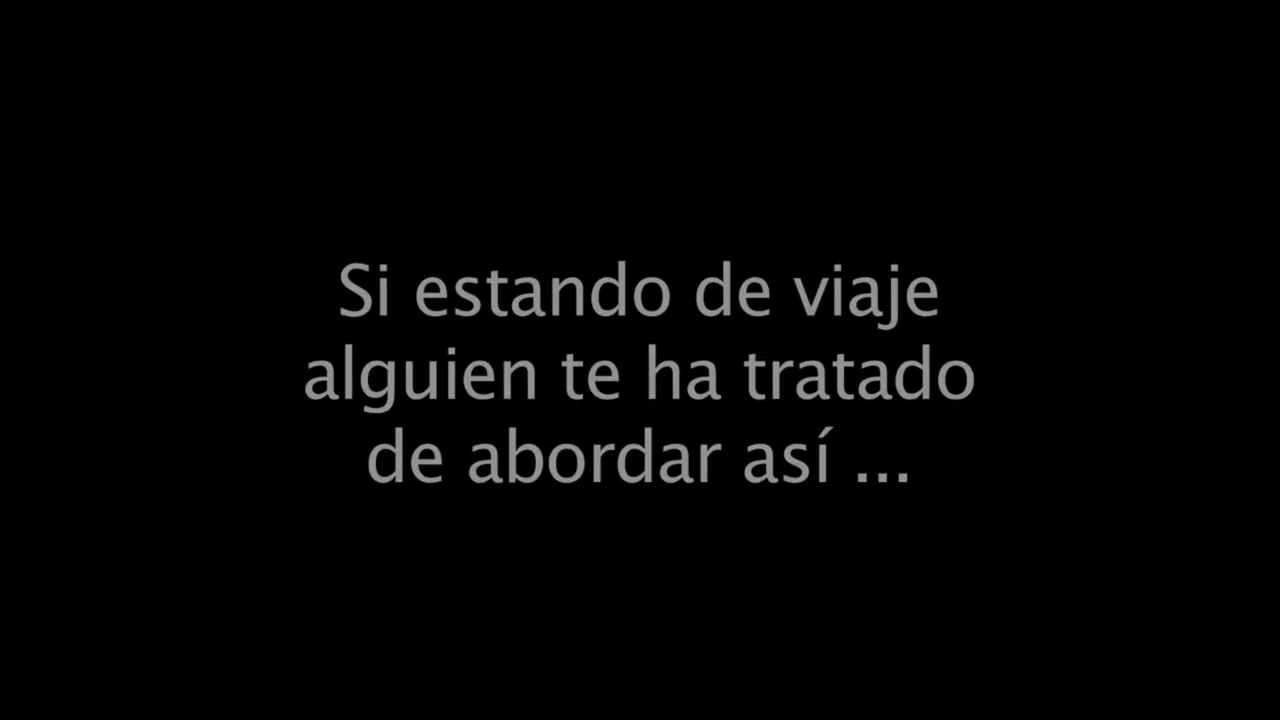 Si estando de viaje
alguien te ha tratado
de abordar así ...